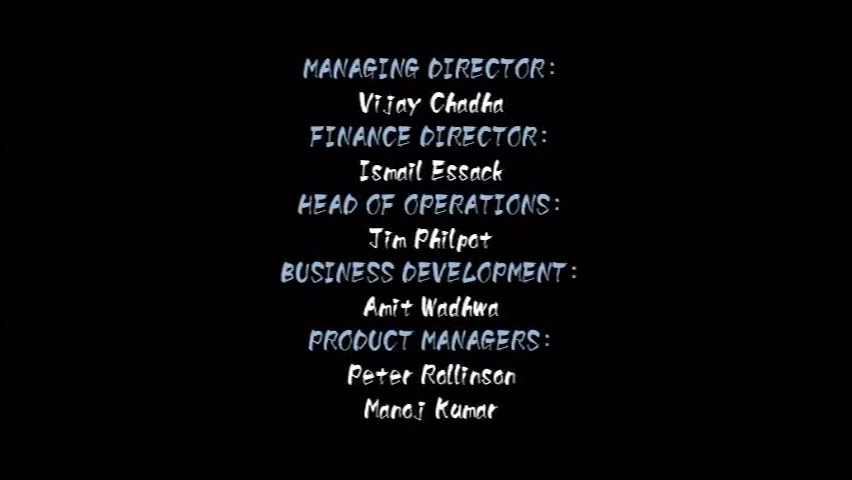 MANAGING DIRECTOR:
Vijay Chadha
FINANCE DIRECTOR:
Ismail Essack
HEAD OF OPERATIONS:
Jim Philpot
BUSINESS DEVELOPMENT:
Amit Wadhwa
PRODUCT MANAGERS:
Peter Rollinson
Manoj Kumar